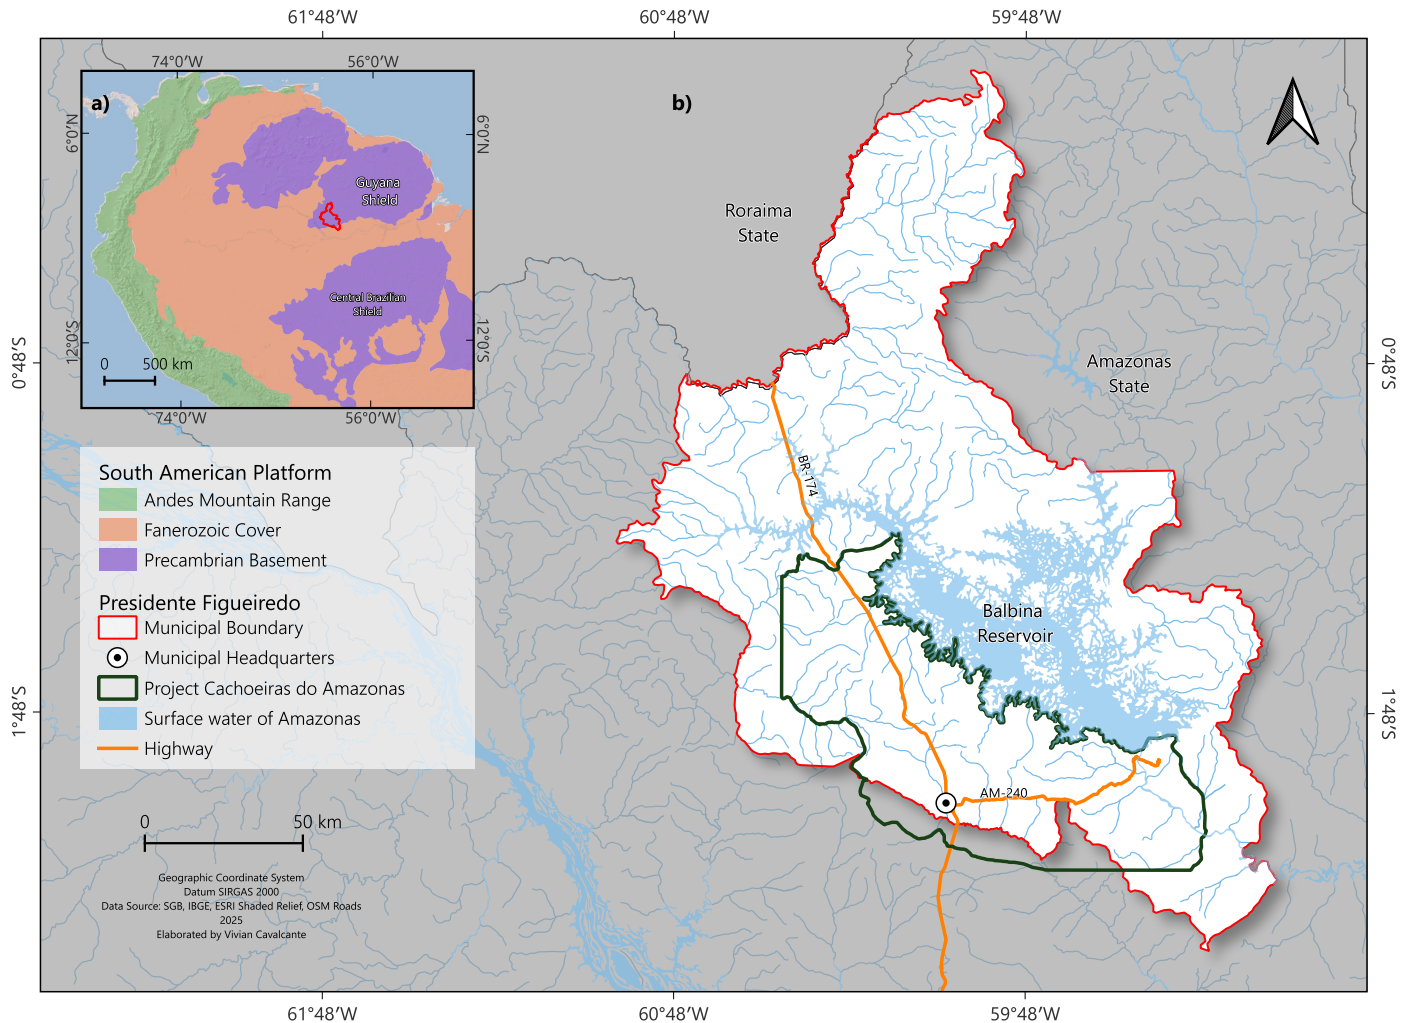 61°48′W
60°48′W
59°48′W
74°0′W
56°0′W
a)
b)
6°0′N
6°0′N
Guyana
Shield
Roraima
State
Central Brazilian
Shield
12°0′S
12°0′S
0°48′S
0°48′S
0
500 km
Amazonas
State
74°0′W
56°0′W
BR-174
South American Platform
Andes Mountain Range
Fanerozoic Cover
Precambrian Basement
Presidente Figueiredo
Municipal Boundary
Municipal Headquarters
Project Cachoeiras do Amazonas
Surface water of Amazonas
Highway
Balbina
Reservoir
1°48′S
1°48′S
AM-240
0
50 km
Geographic Coordinate System
Datum SIRGAS 2000
Data Source: SGB, IBGE, ESRI Shaded Relief, OSM Roads
2025
Elaborated by Vivian Cavalcante
61°48′W
60°48′W
59°48′W